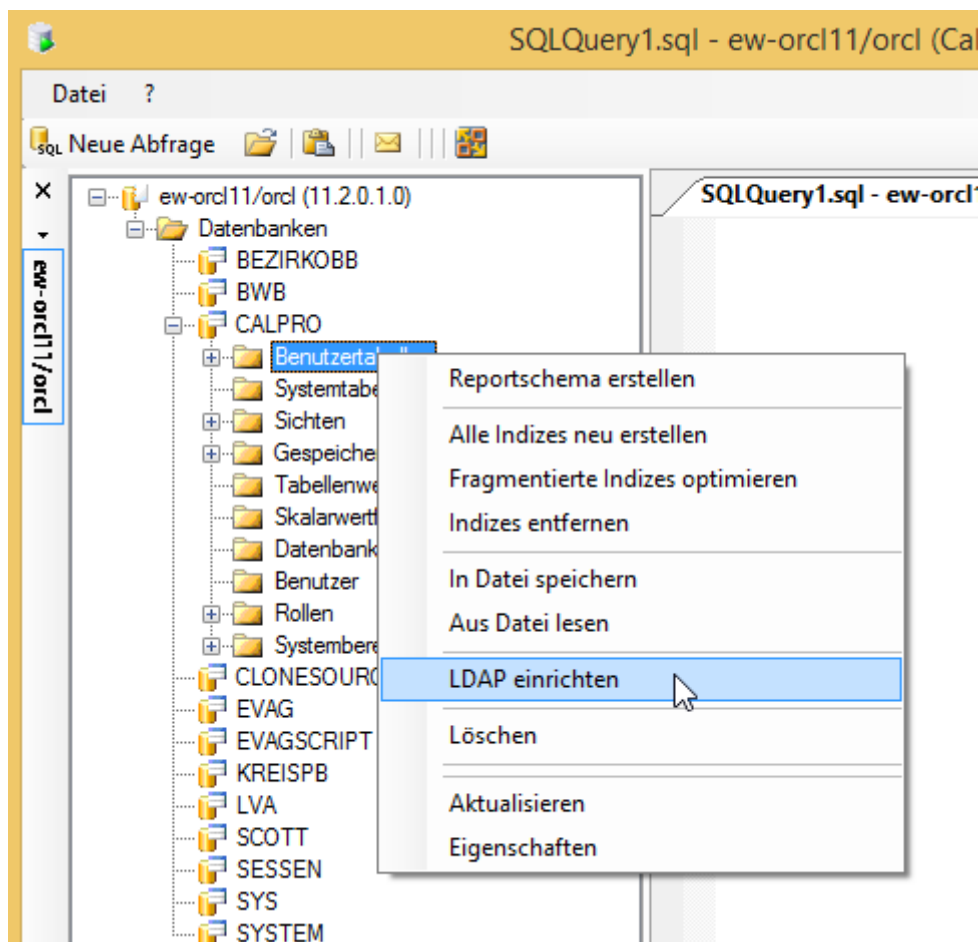 SQLQuery1.sql - ew-orcl11/orcl (Cal
Datei ?
SQL Neue Abfrage
ew-orcl11/orcl
ew-orcl11/orcl (11.2.0.1.0)
Datenbanken
BEZIRKOBB
BWB
CALPRO
Benutzerta
Systemtabe
Sichten
Gespeiche
Tabellenwe
Skalarwertf
Datenbank
Benutzer
Rollen
Systembere
CLONESOURC
EVAG
EVAGSCRIPT
KREISPB
LVA
SCOTT
SESSEN
SYS
SYSTEM
SQLQuery1.sql - ew-orcl1
Reportschema erstellen
Alle Indizes neu erstellen
Fragmentierte Indizes optimieren
Indizes entfernen
In Datei speichern
Aus Datei lesen
LDAP einrichten
Löschen
Aktualisieren
Eigenschaften